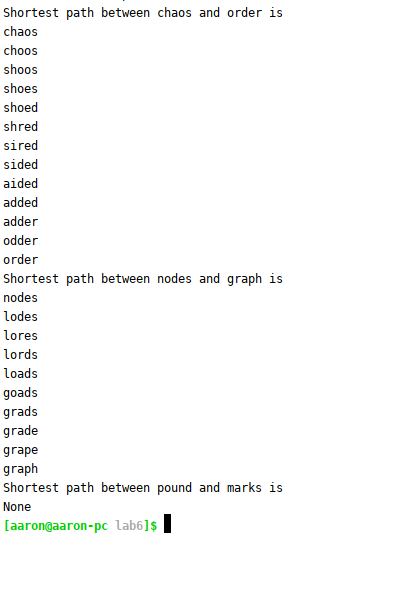 Shortest path between chaos and order is
chaos
choos
shoos
shoes
shoed
shred
sired
sided
aided
added
adder
odder
order
Shortest path between nodes and graph is
nodes
lodes
lores
lords
loads
goads
grads
grade
grape
graph
Shortest path between pound and marks is
None
[aaron@aaron-pc lab6]$